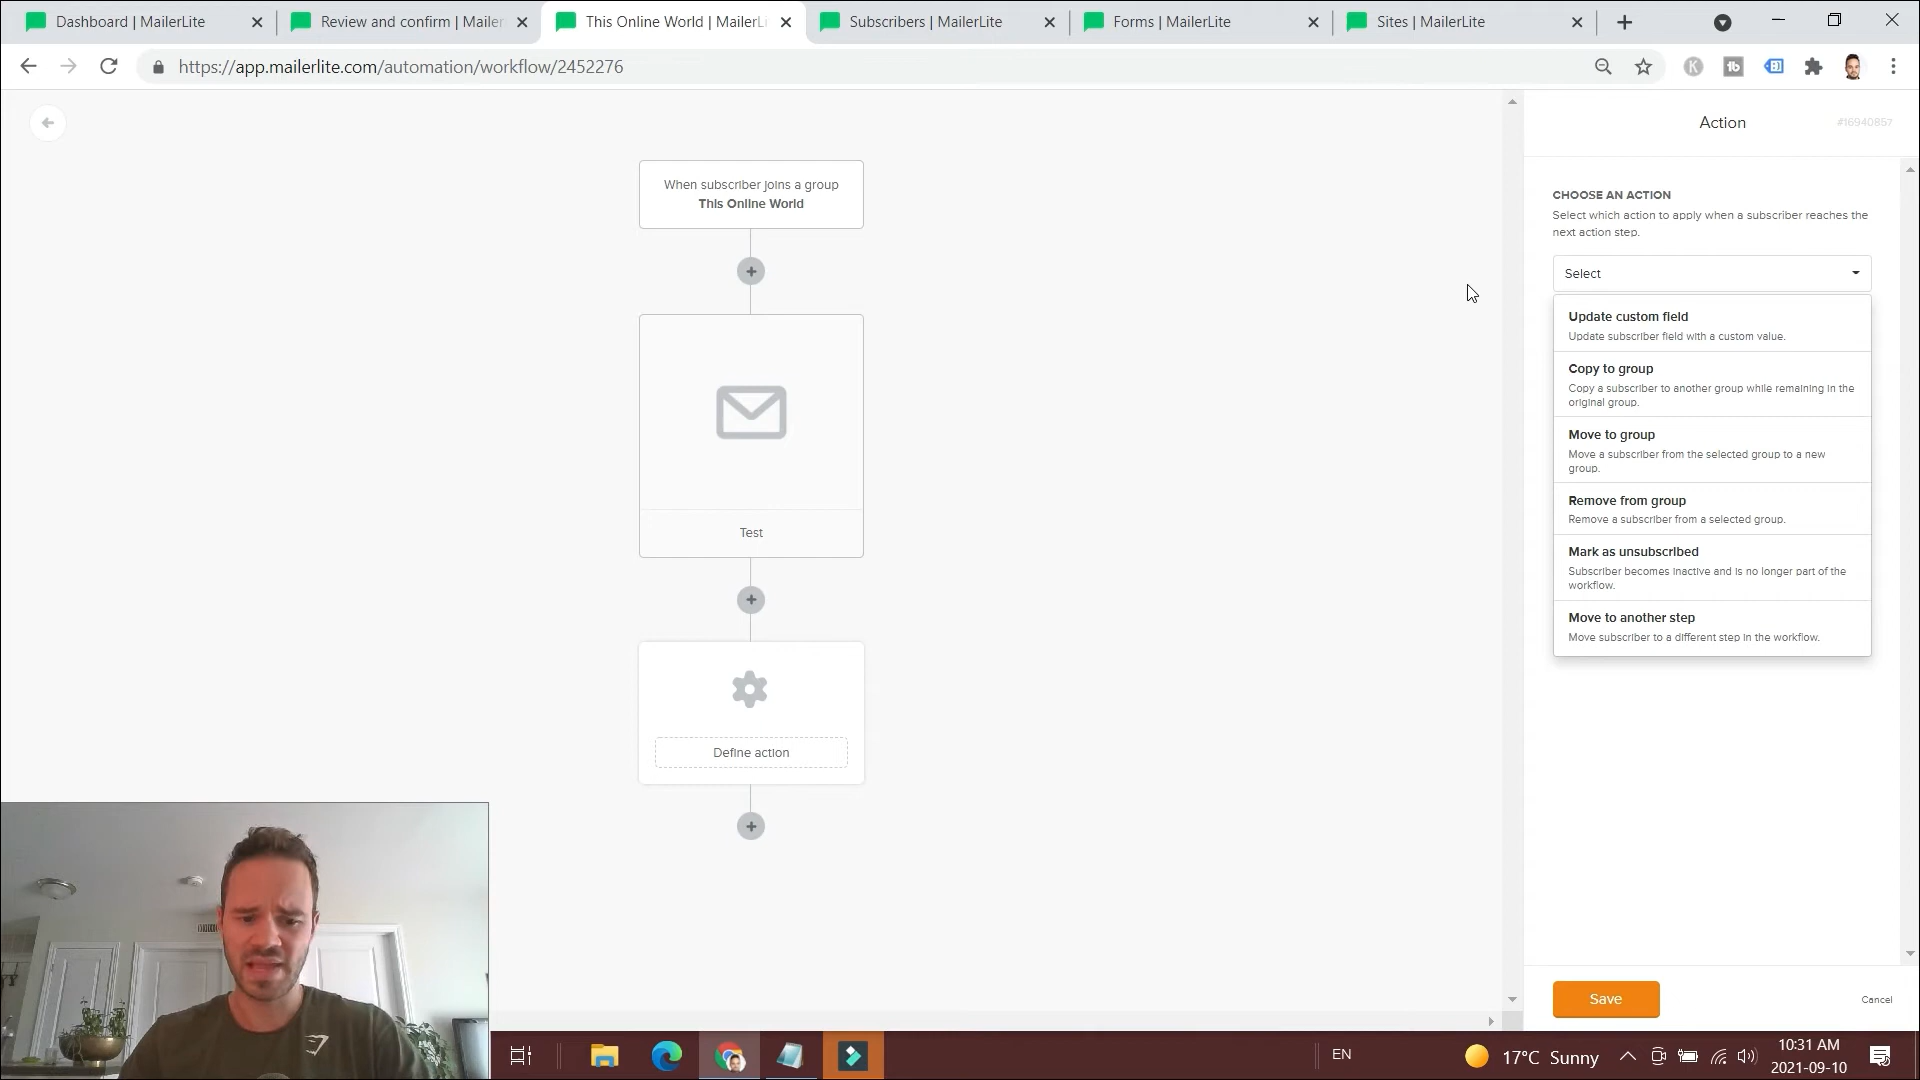 Dashboard | MailerLite
Review and confirm | Mailer
This Online World | MailerLi
Subscribers | MailerLite
Forms | MailerLite
Sites | MailerLite
https://app.mailerlite.com/automation/workflow/2452276
Action
#16940857
When subscriber joins a group
This Online World
Test
Define action
CHOOSE AN ACTION
Select which action to apply when a subscriber reaches the
next action step.
Select
Update custom field
Update subscriber field with a custom value.
Copy to group
Copy a subscriber to another group while remaining in the
original group.
Move to group
Move a subscriber from the selected group to a new
group.
Remove from group
Remove a subscriber from a selected group.
Mark as unsubscribed
Subscriber becomes inactive and is no longer part of the
workflow.
Move to another step
Move subscriber to a different step in the workflow.
Save
Cancel
EN
17°C Sunny
10:31 AM
2021-09-10